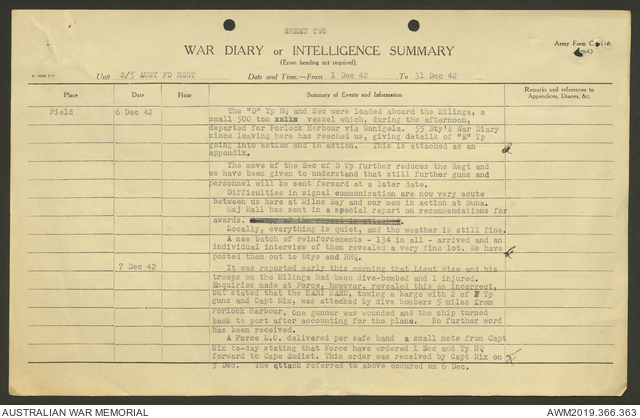 SHEET TWO
WAR DIARY or INTELLIGENCE SUMMARY
(Erase heading not required).
Army Form C.
Unit 2/5 AUST FD REGT Date and Time.—From 1 Dec 42 To 31 Dec 42
Place Date Hour Summary of Events and Information Remarks and references to
Appendices, Diaries, &c.
Field 6 Dec 42 The "D" Tp HQ and Sec were loaded aboard the Milinga, a
small 500 ton vessel which, during the afternoon,
departed for Porlock Harbour via Wanigela. 55 Bty's War Diary
since leaving here has reached us, giving details of "E" Tp
going into action and in action. This is attached as an
appendix.
The move of the Sec of D Tp further reduces the Regt and
we have been given to understand that still further guns and
personnel will be sent forward at a later date.
Difficulties in signal communication are now very acute
between us here at Milne Bay and our men in action at Buna.
Maj Hall has sent in a special report on recommendations for
awards.
Locally, everything is quiet, and the weather is still fine.
A new batch of reinforcements - 134 in all - arrived and an
individual interview of them revealed a very fine lot. We have
posted them out to Btys and RHQ.
7 Dec 42 It was reported early this morning that Lieut Wise and his
troops on the Milinga had been dive-bombed and 1 injured.
Enquiries made at Force, however, revealed this as incorrect,
but stated that the MARU, towing a barge with 2 of F Tp
guns and Capt Nix, was attacked by dive bombers 5 miles from
Porlock Harbour. One gunner was wounded and the ship turned
back to port after accounting for the plane. No further word
has been received.
A Force L.O. delivered per safe hand a small note from Capt
Nix to-day stating that Force have ordered 1 Sec and Tp HQ
forward to Cape Sudist. This order was received by Capt Nix on
5 Dec. The attack referred to above occured on 6 Dec.
AUSTRALIAN WAR MEMORIAL
AWM2019.366.363